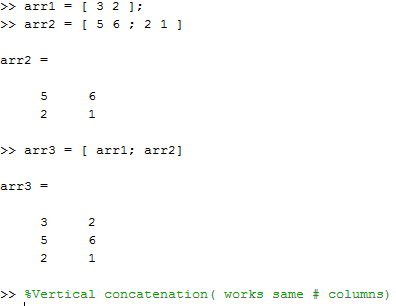 >> arr1 = [ 3 2 ];
>> arr2 = [ 5 6 ; 2 1 ]
arr2 =
5 6
2 1
>> arr3 = [ arr1; arr2]
arr3 =
3 2
5 6
2 1
>> %Vertical concatenation( works same # columns)